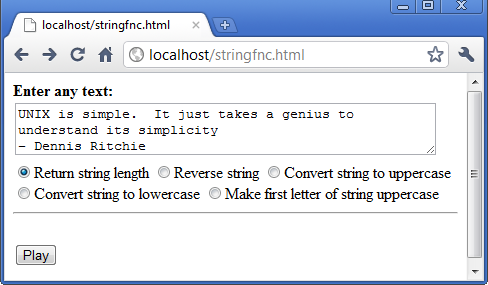 localhost/stringfnc.html
localhost/stringfnc.html
Enter any text:
UNIX is simple.  It just takes a genius to
understand its simplicity
– Dennis Ritchie
Return string length Reverse string Convert string to uppercase
Convert string to lowercase Make first letter of string uppercase
Play